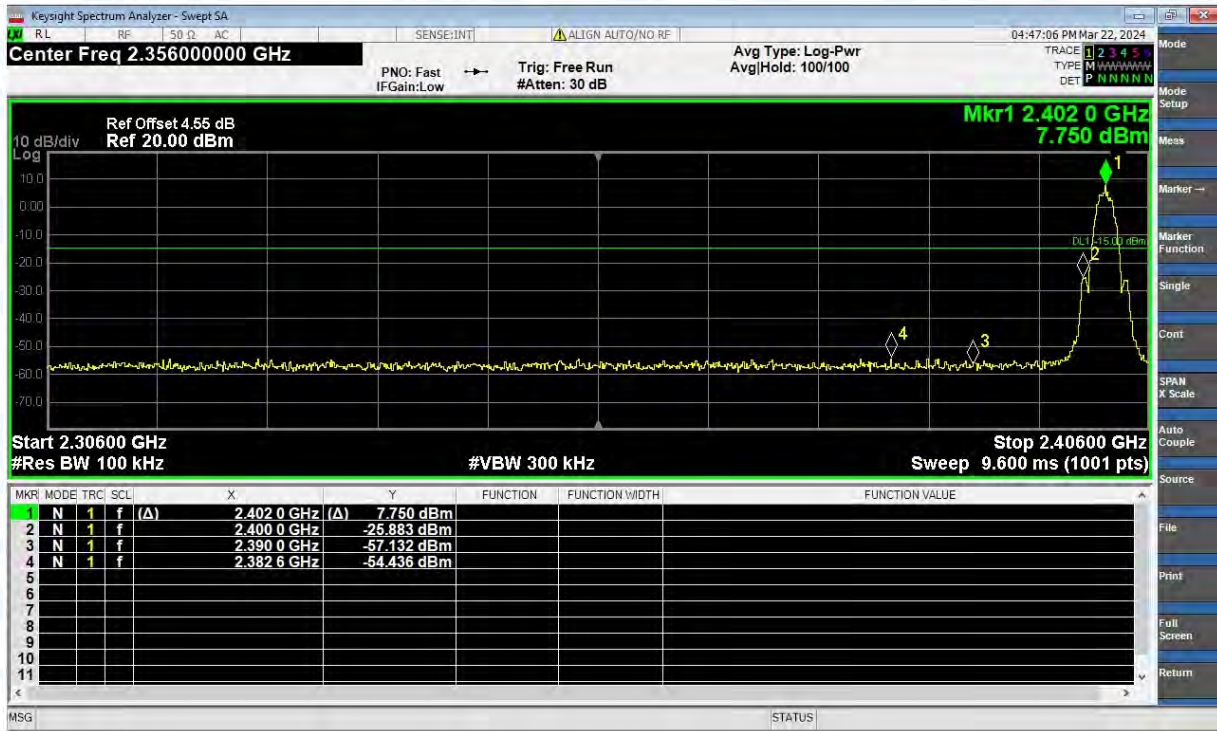 Keysight Spectrum Analyzer - Swept SA
RL RF 50 Ω AC SENSE:INT ALIGN AUTO/NO RF 04:47:06 PM Mar 22, 2024
Center Freq 2.356000000 GHz
PNO: Fast
IFGain:Low
Trig: Free Run
#Atten: 30 dB
Avg Type: Log-Pwr
Avg|Hold: 100/100
TRACE 1 2 3 4 5
TYPE M
DET P N N N N N
Ref Offset 4.55 dB
10 dB/div Ref 20.00 dBm
Log
Mkr1 2.402 0 GHz
7.750 dBm
10.0
0.00
-10.0
-20.0
-30.0
-40.0
-50.0
-60.0
-70.0
1
DL1 -15.00 dBm
2
4
3
Start 2.30600 GHz Stop 2.40600 GHz
#Res BW 100 kHz #VBW 300 kHz Sweep 9.600 ms (1001 pts)
MKR MODE TRC SCL X Y FUNCTION FUNCTION WIDTH FUNCTION VALUE
1 N 1 f (Δ) 2.402 0 GHz (Δ) 7.750 dBm
2 N 1 f 2.400 0 GHz -25.883 dBm
3 N 1 f 2.390 0 GHz -57.132 dBm
4 N 1 f 2.382 6 GHz -54.436 dBm
5
6
7
8
9
10
11
MSG STATUS
Mode
Mode
Setup
Meas
Marker→
Marker
Function
Single
Cont
SPAN
X Scale
Auto
Couple
Source
File
Print
Full
Screen
Return